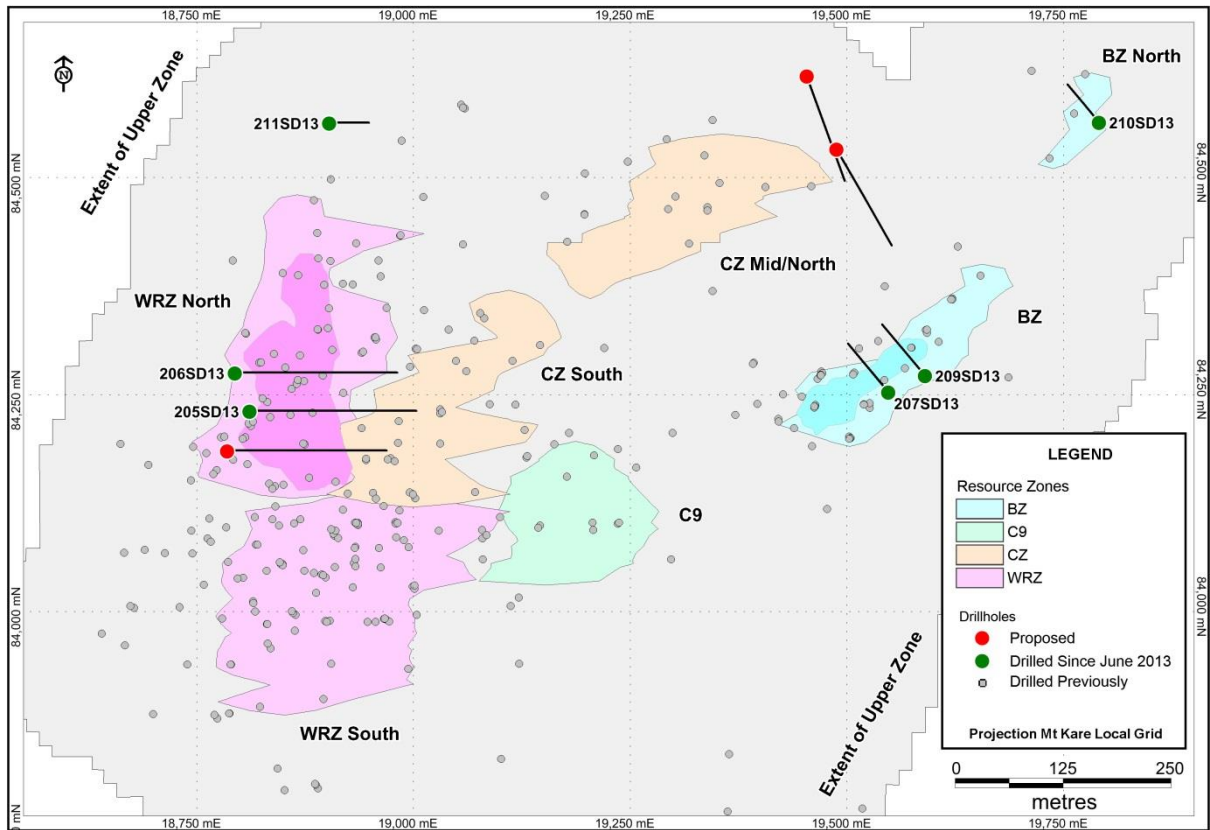 18,750 mE
19,000 mE
19,250 mE
19,500 mE
19,750 mE
N
BZ North
211SD13
210SD13
Extent of Upper Zone
84,500 mN
84,500 mN
CZ Mid/North
WRZ North
BZ
206SD13
CZ South
209SD13
205SD13
207SD13
84,250 mN
84,250 mN
C9
84,000 mN
84,000 mN
WRZ South
Extent of Upper Zone
LEGEND
Resource Zones
BZ
C9
CZ
WRZ
Drillholes
Proposed
Drilled Since June 2013
Drilled Previously
Projection Mt Kare Local Grid
0 125 250
metres
mN
18,750 mE
19,000 mE
19,250 mE
19,500 mE
19,750 mE